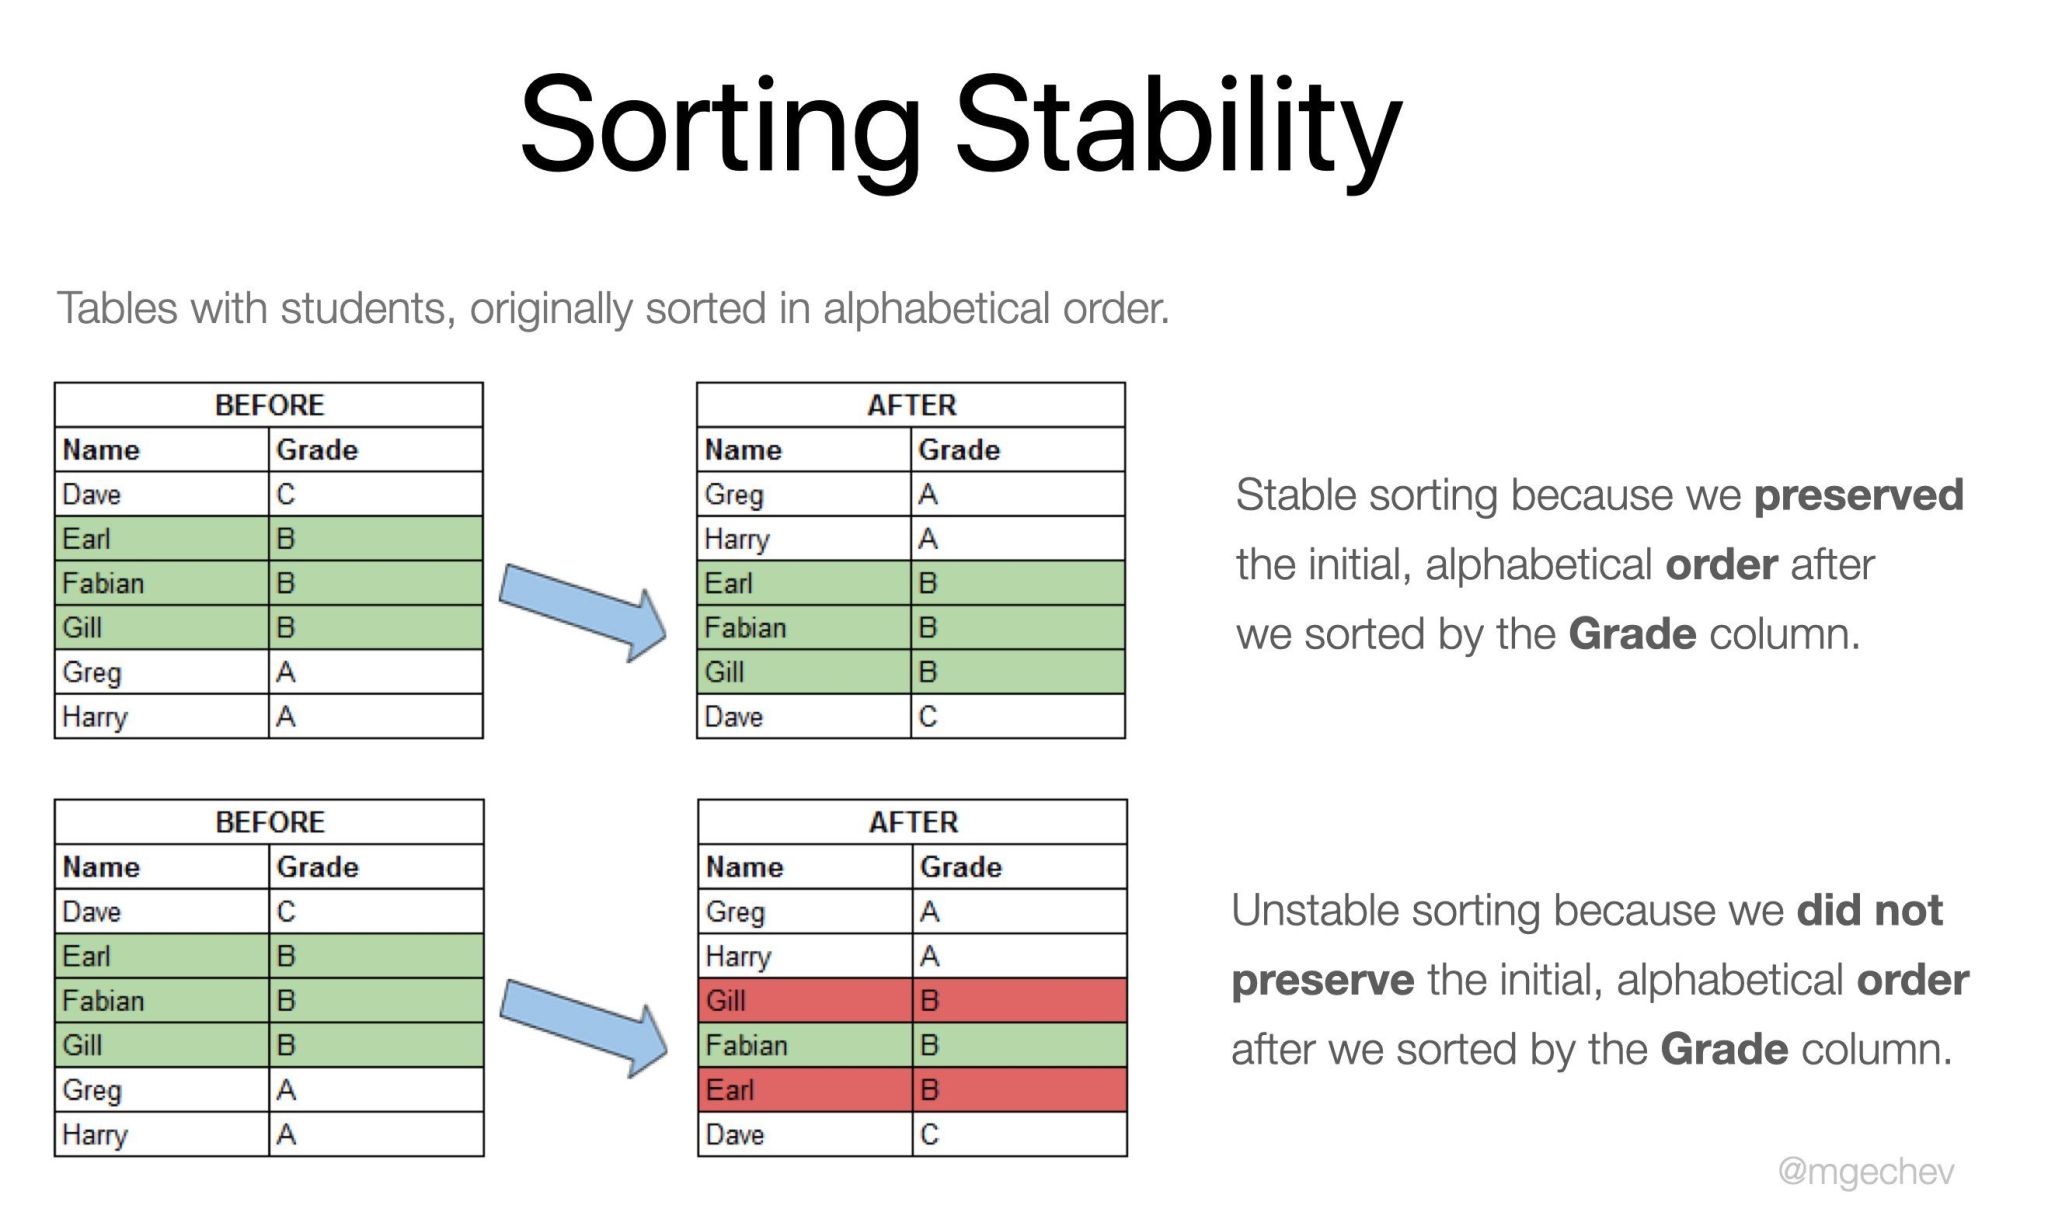 Sorting Stability
Tables with students, originally sorted in alphabetical order.
BEFORE
Name Grade
Dave C
Earl B
Fabian B
Gill B
Greg A
Harry A
AFTER
Name Grade
Greg A
Harry A
Earl B
Fabian B
Gill B
Dave C
Stable sorting because we preserved
the initial, alphabetical order after
we sorted by the Grade column.
BEFORE
Name Grade
Dave C
Earl B
Fabian B
Gill B
Greg A
Harry A
AFTER
Name Grade
Greg A
Harry A
Gill B
Fabian B
Earl B
Dave C
Unstable sorting because we did not
preserve the initial, alphabetical order
after we sorted by the Grade column.
@mgechev